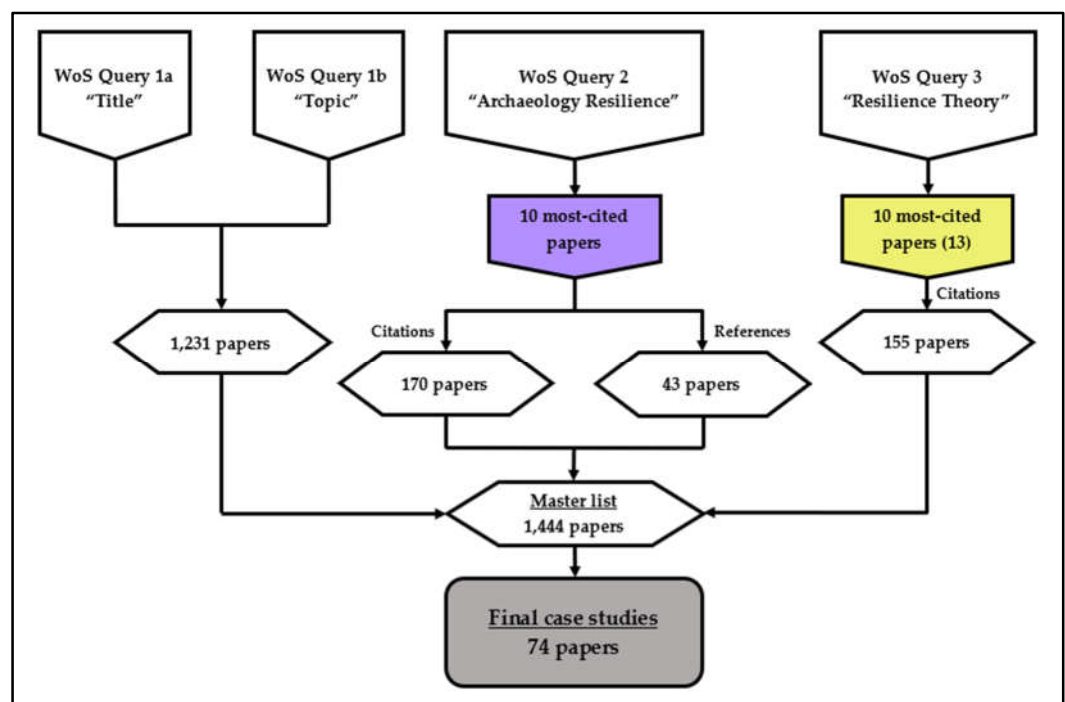 WoS Query 1a
“Title”
WoS Query 1b
“Topic”
WoS Query 2
“Archaeology Resilience”
WoS Query 3
“Resilience Theory”
10 most-cited
papers
10 most-cited
papers (13)
Citations
1,231 papers
Citations
References
155 papers
170 papers
43 papers
Master list
1,444 papers
Final case studies
74 papers